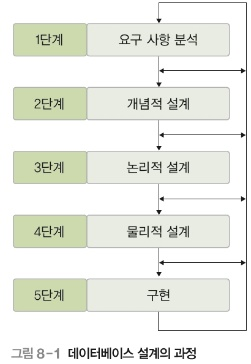 1단계 요구 사항 분석
2단계 개념적 설계
3단계 논리적 설계
4단계 물리적 설계
5단계 구현
그림 8-1 데이터베이스 설계의 과정